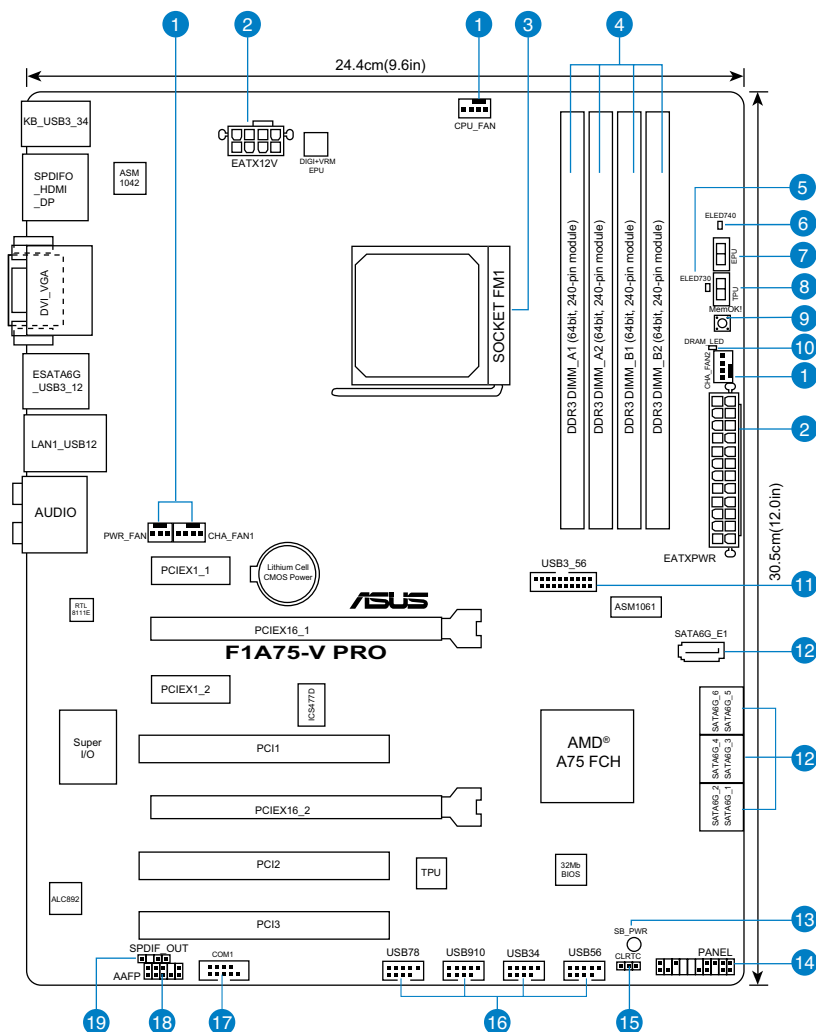 1
2
1
3
4
24.4cm(9.6in)
KB_USB3_34
CPU_FAN
EATX12V
DIGI+VRM
EPU
ASM
1042
SPDIFO
_HDMI
_DP
DVI_VGA
ESATA6G
_USB3_12
LAN1_USB12
AUDIO
SOCKET FM1
DDR3 DIMM_A1 (64bit, 240-pin module)
DDR3 DIMM_A2 (64bit, 240-pin module)
DDR3 DIMM_B1 (64bit, 240-pin module)
DDR3 DIMM_B2 (64bit, 240-pin module)
5
ELED740
6
EPU
7
ELED730
TPU
8
MemOK!
9
DRAM_LED
10
CHA_FAN2
1
2
EATXPWR
30.5cm(12.0in)
1
PWR_FAN
CHA_FAN1
PCIEX1_1
Lithium Cell
CMOS Power
USB3_56
11
RTL
8111E
ASUS
ASM1061
PCIEX16_1
F1A75-V PRO
SATA6G_E1
12
PCIEX1_2
ICS477D
Super
I/O
PCI1
AMD®
A75 FCH
SATA6G_6
SATA6G_5
SATA6G_4
SATA6G_3
SATA6G_2
SATA6G_1
12
PCIEX16_2
PCI2
TPU
32Mb
BIOS
ALC892
PCI3
13
SB_PWR
SPDIF_OUT
AAFP
COM1
USB78
USB910
USB34
USB56
CLRTC
PANEL
14
19
18
17
16
15